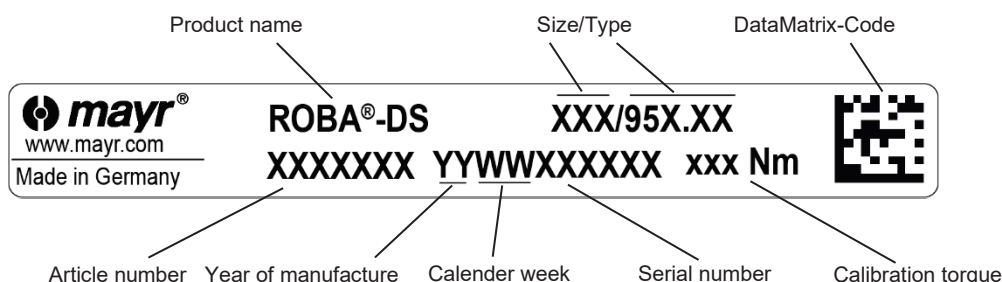 Product name Size/Type DataMatrix-Code
mayr® ROBA®-DS XXX/95X.XX
www.mayr.com
Made in Germany XXXXXXX YYWWXXXXXX xxx Nm
Article number Year of manufacture Calender week Serial number Calibration torque